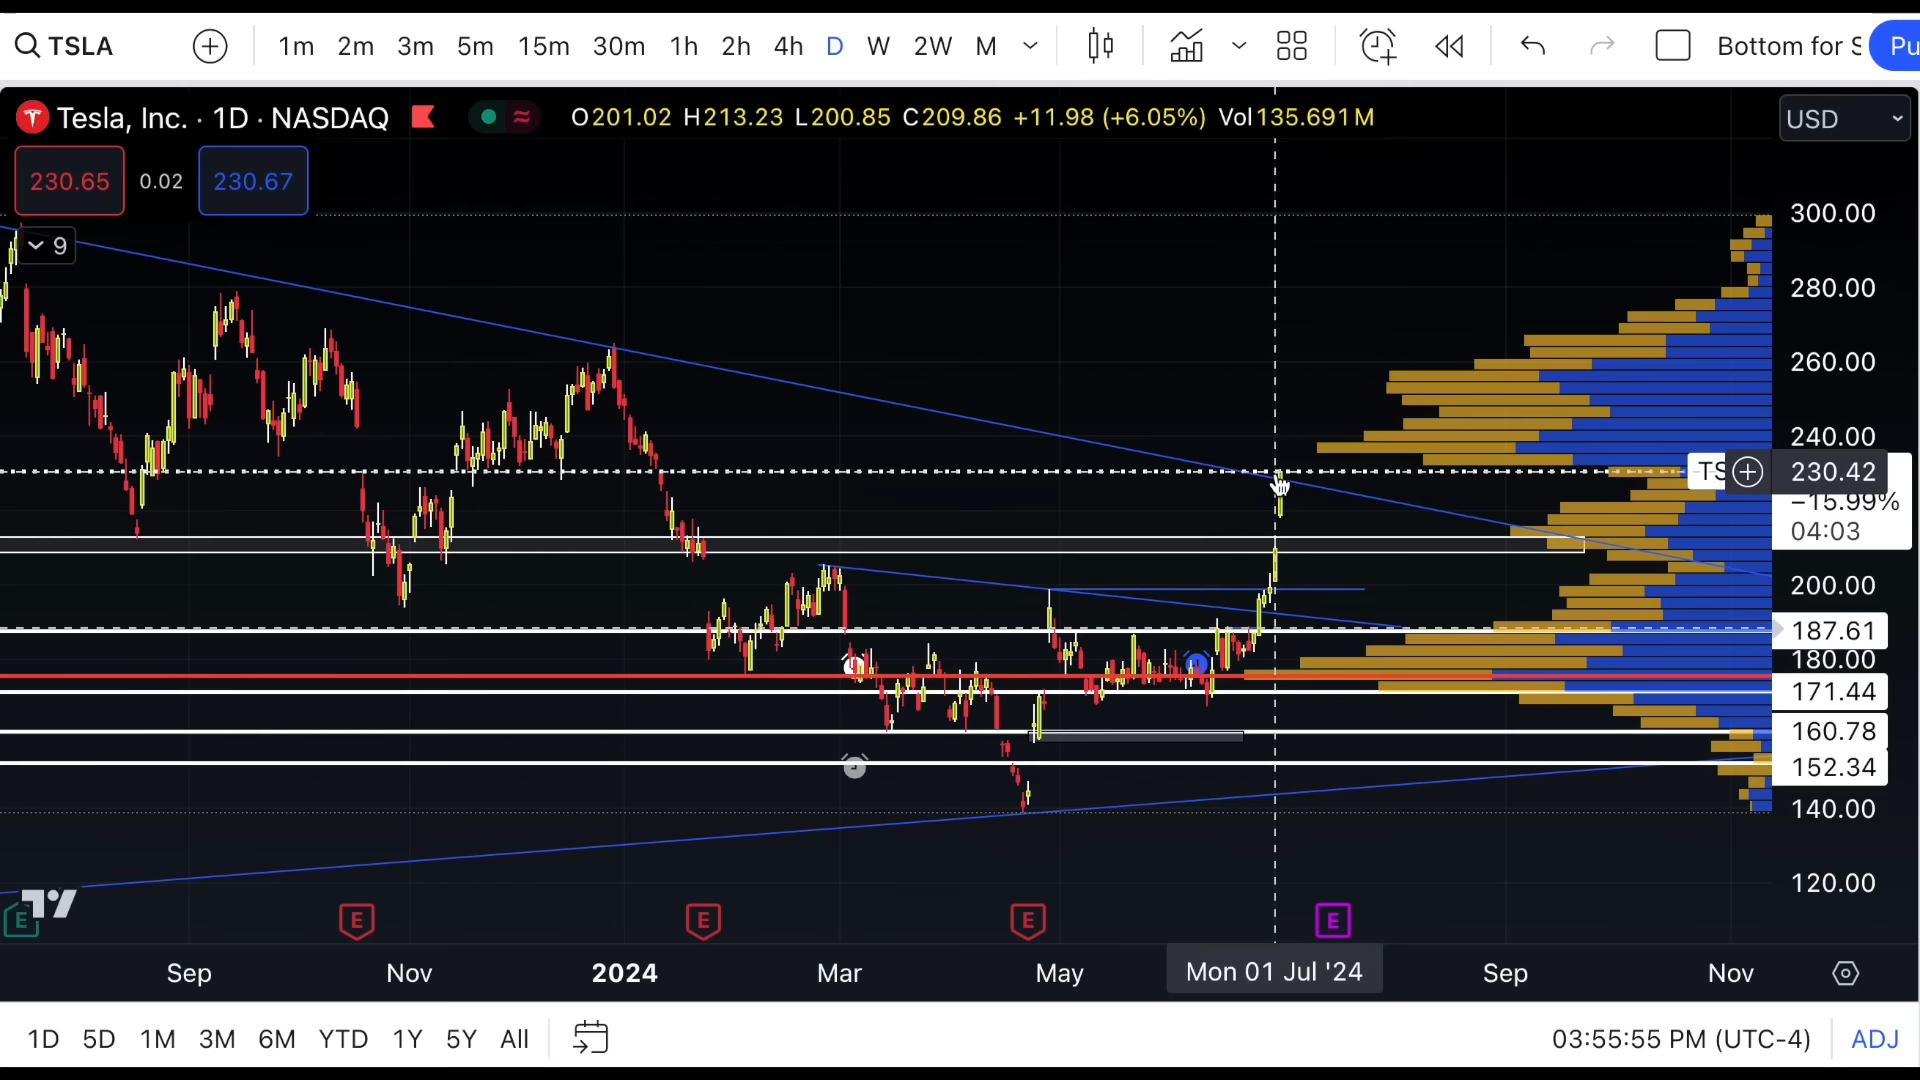 TSLA 1m 2m 3m 5m 15m 30m 1h 2h 4h D W 2W M Bottom for S Pu
Tesla, Inc. · 1D · NASDAQ O201.02 H213.23 L200.85 C209.86 +11.98 (+6.05%) Vol135.691M USD
230.65 0.02 230.67
300.00
9
280.00
260.00
240.00
TS 230.42
−15.99%
04:03
200.00
187.61
180.00
171.44
160.78
152.34
140.00
120.00
E E E E E
Sep Nov 2024 Mar May Mon 01 Jul '24 Sep Nov
1D 5D 1M 3M 6M YTD 1Y 5Y All 03:55:55 PM (UTC-4) ADJ